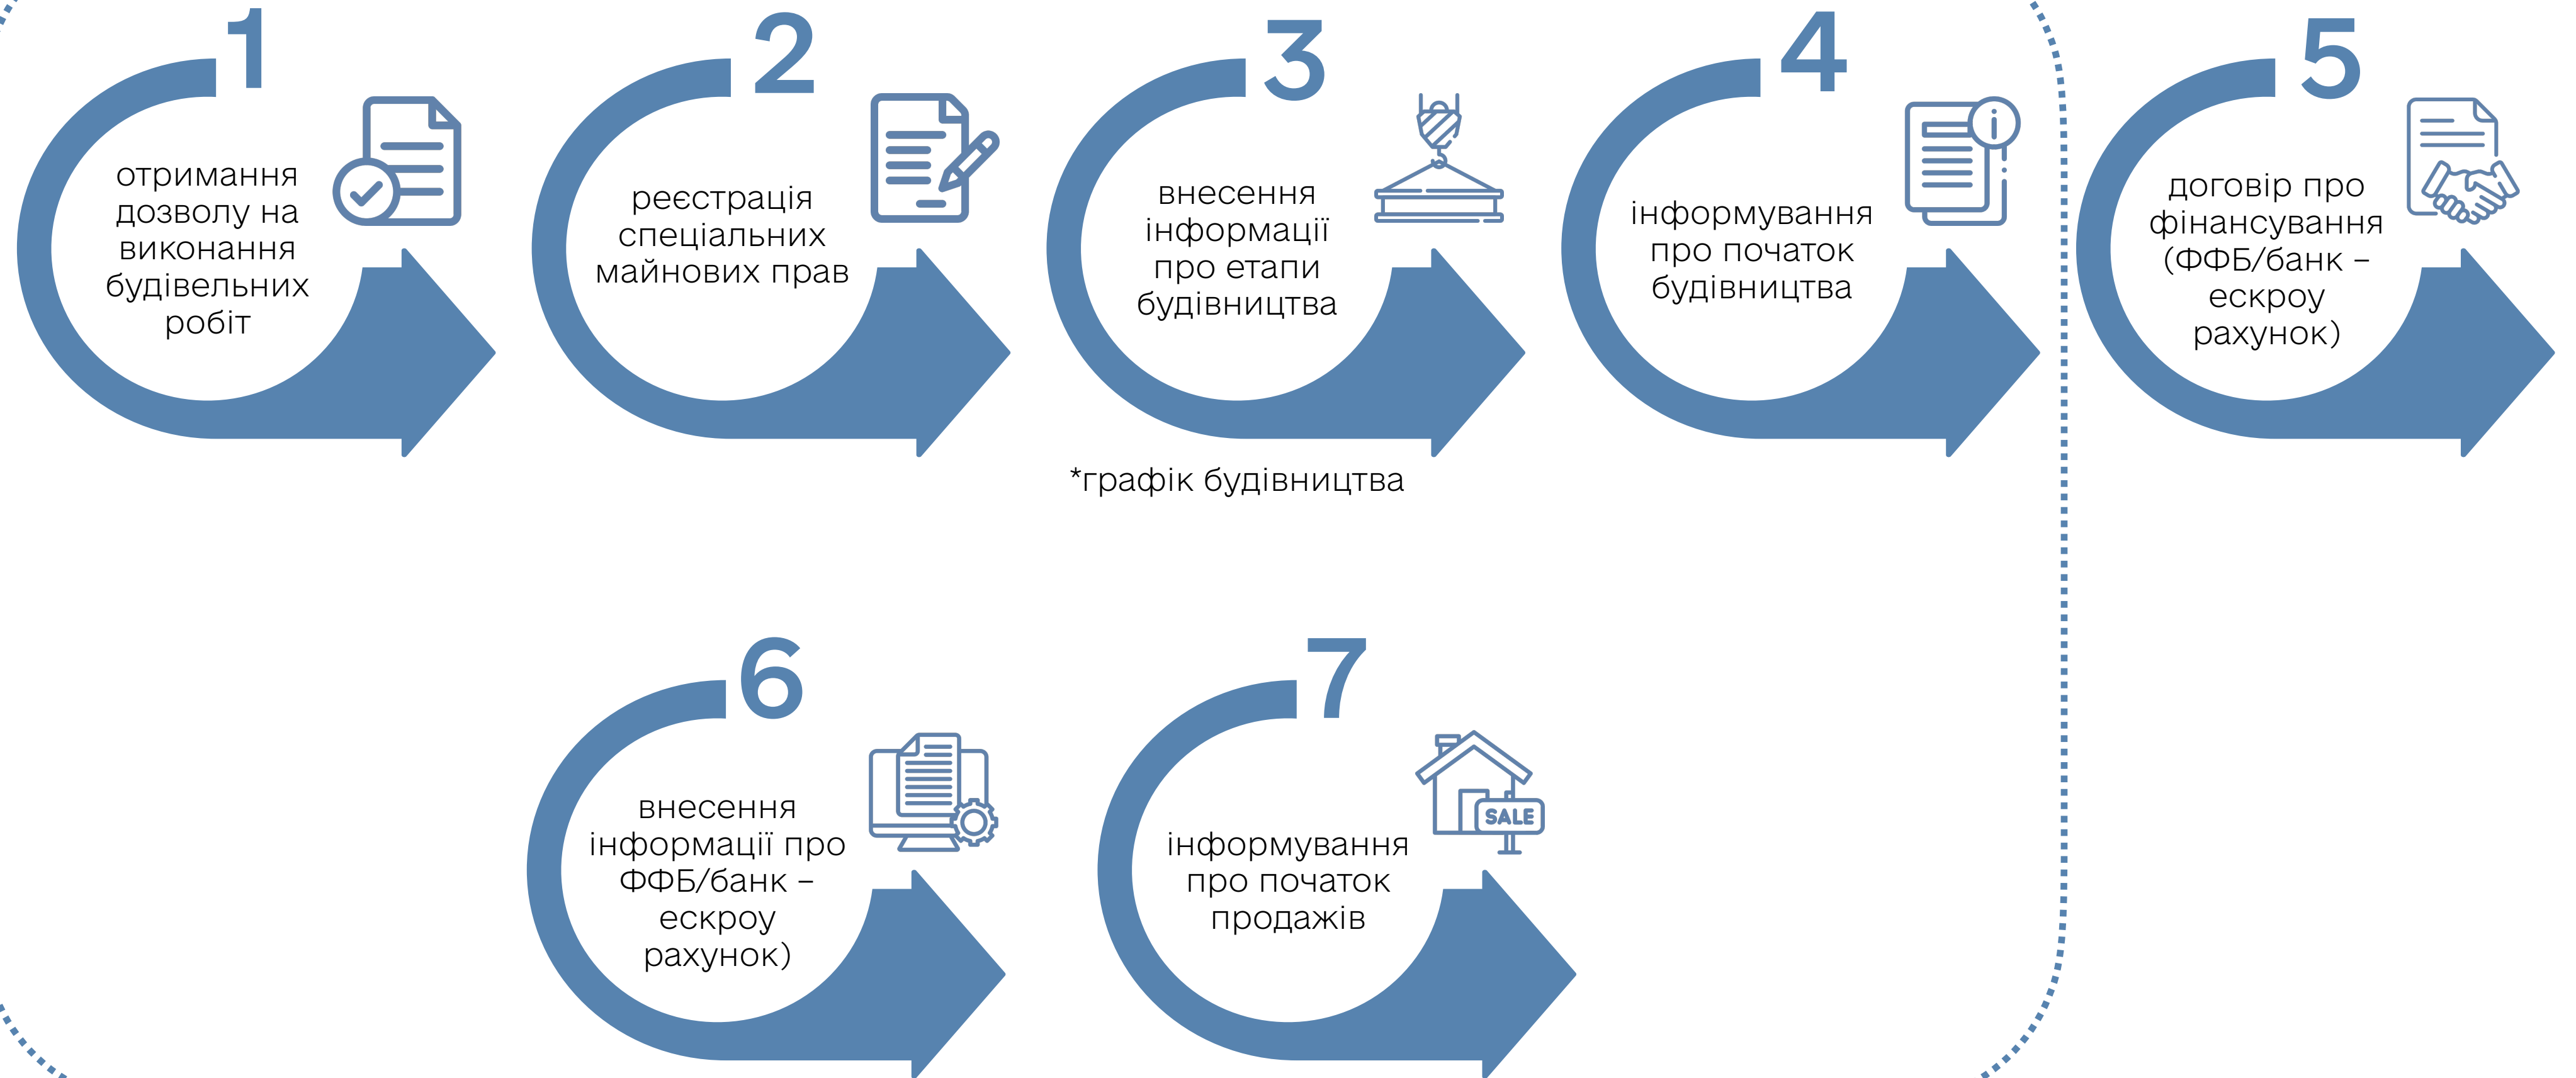 1
отримання
дозволу на
виконання
будівельних
робіт
2
реєстрація
спеціальних
майнових прав
3
внесення
інформації
про етапи
будівництва
*графік будівництва
4
інформування
про початок
будівництва
5
договір про
фінансування
(ФФБ/банк –
ескроу
рахунок)
6
внесення
інформації про
ФФБ/банк –
ескроу
рахунок)
7
інформування
про початок
продажів
SALE